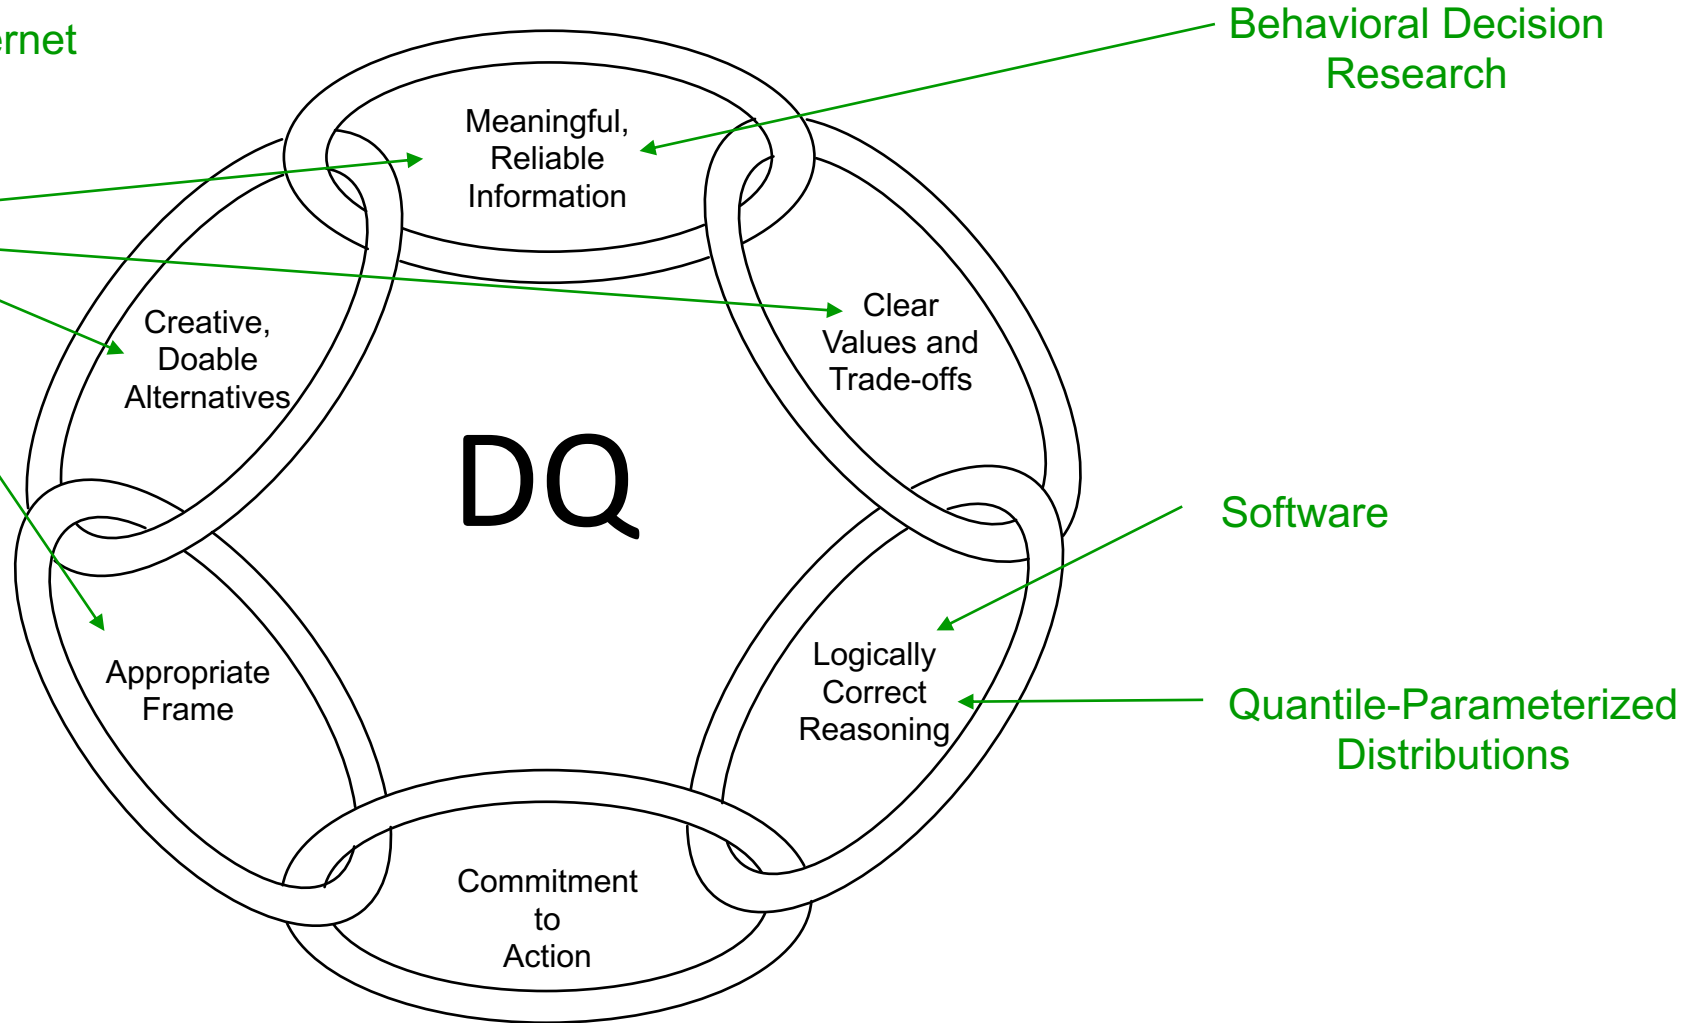 ernet
Behavioral Decision
Research
Meaningful,
Reliable
Information
Creative,
Doable
Alternatives
Clear
Values and
Trade-offs
DQ
Software
Appropriate
Frame
Logically
Correct
Reasoning
Quantile-Parameterized
Distributions
Commitment
to
Action